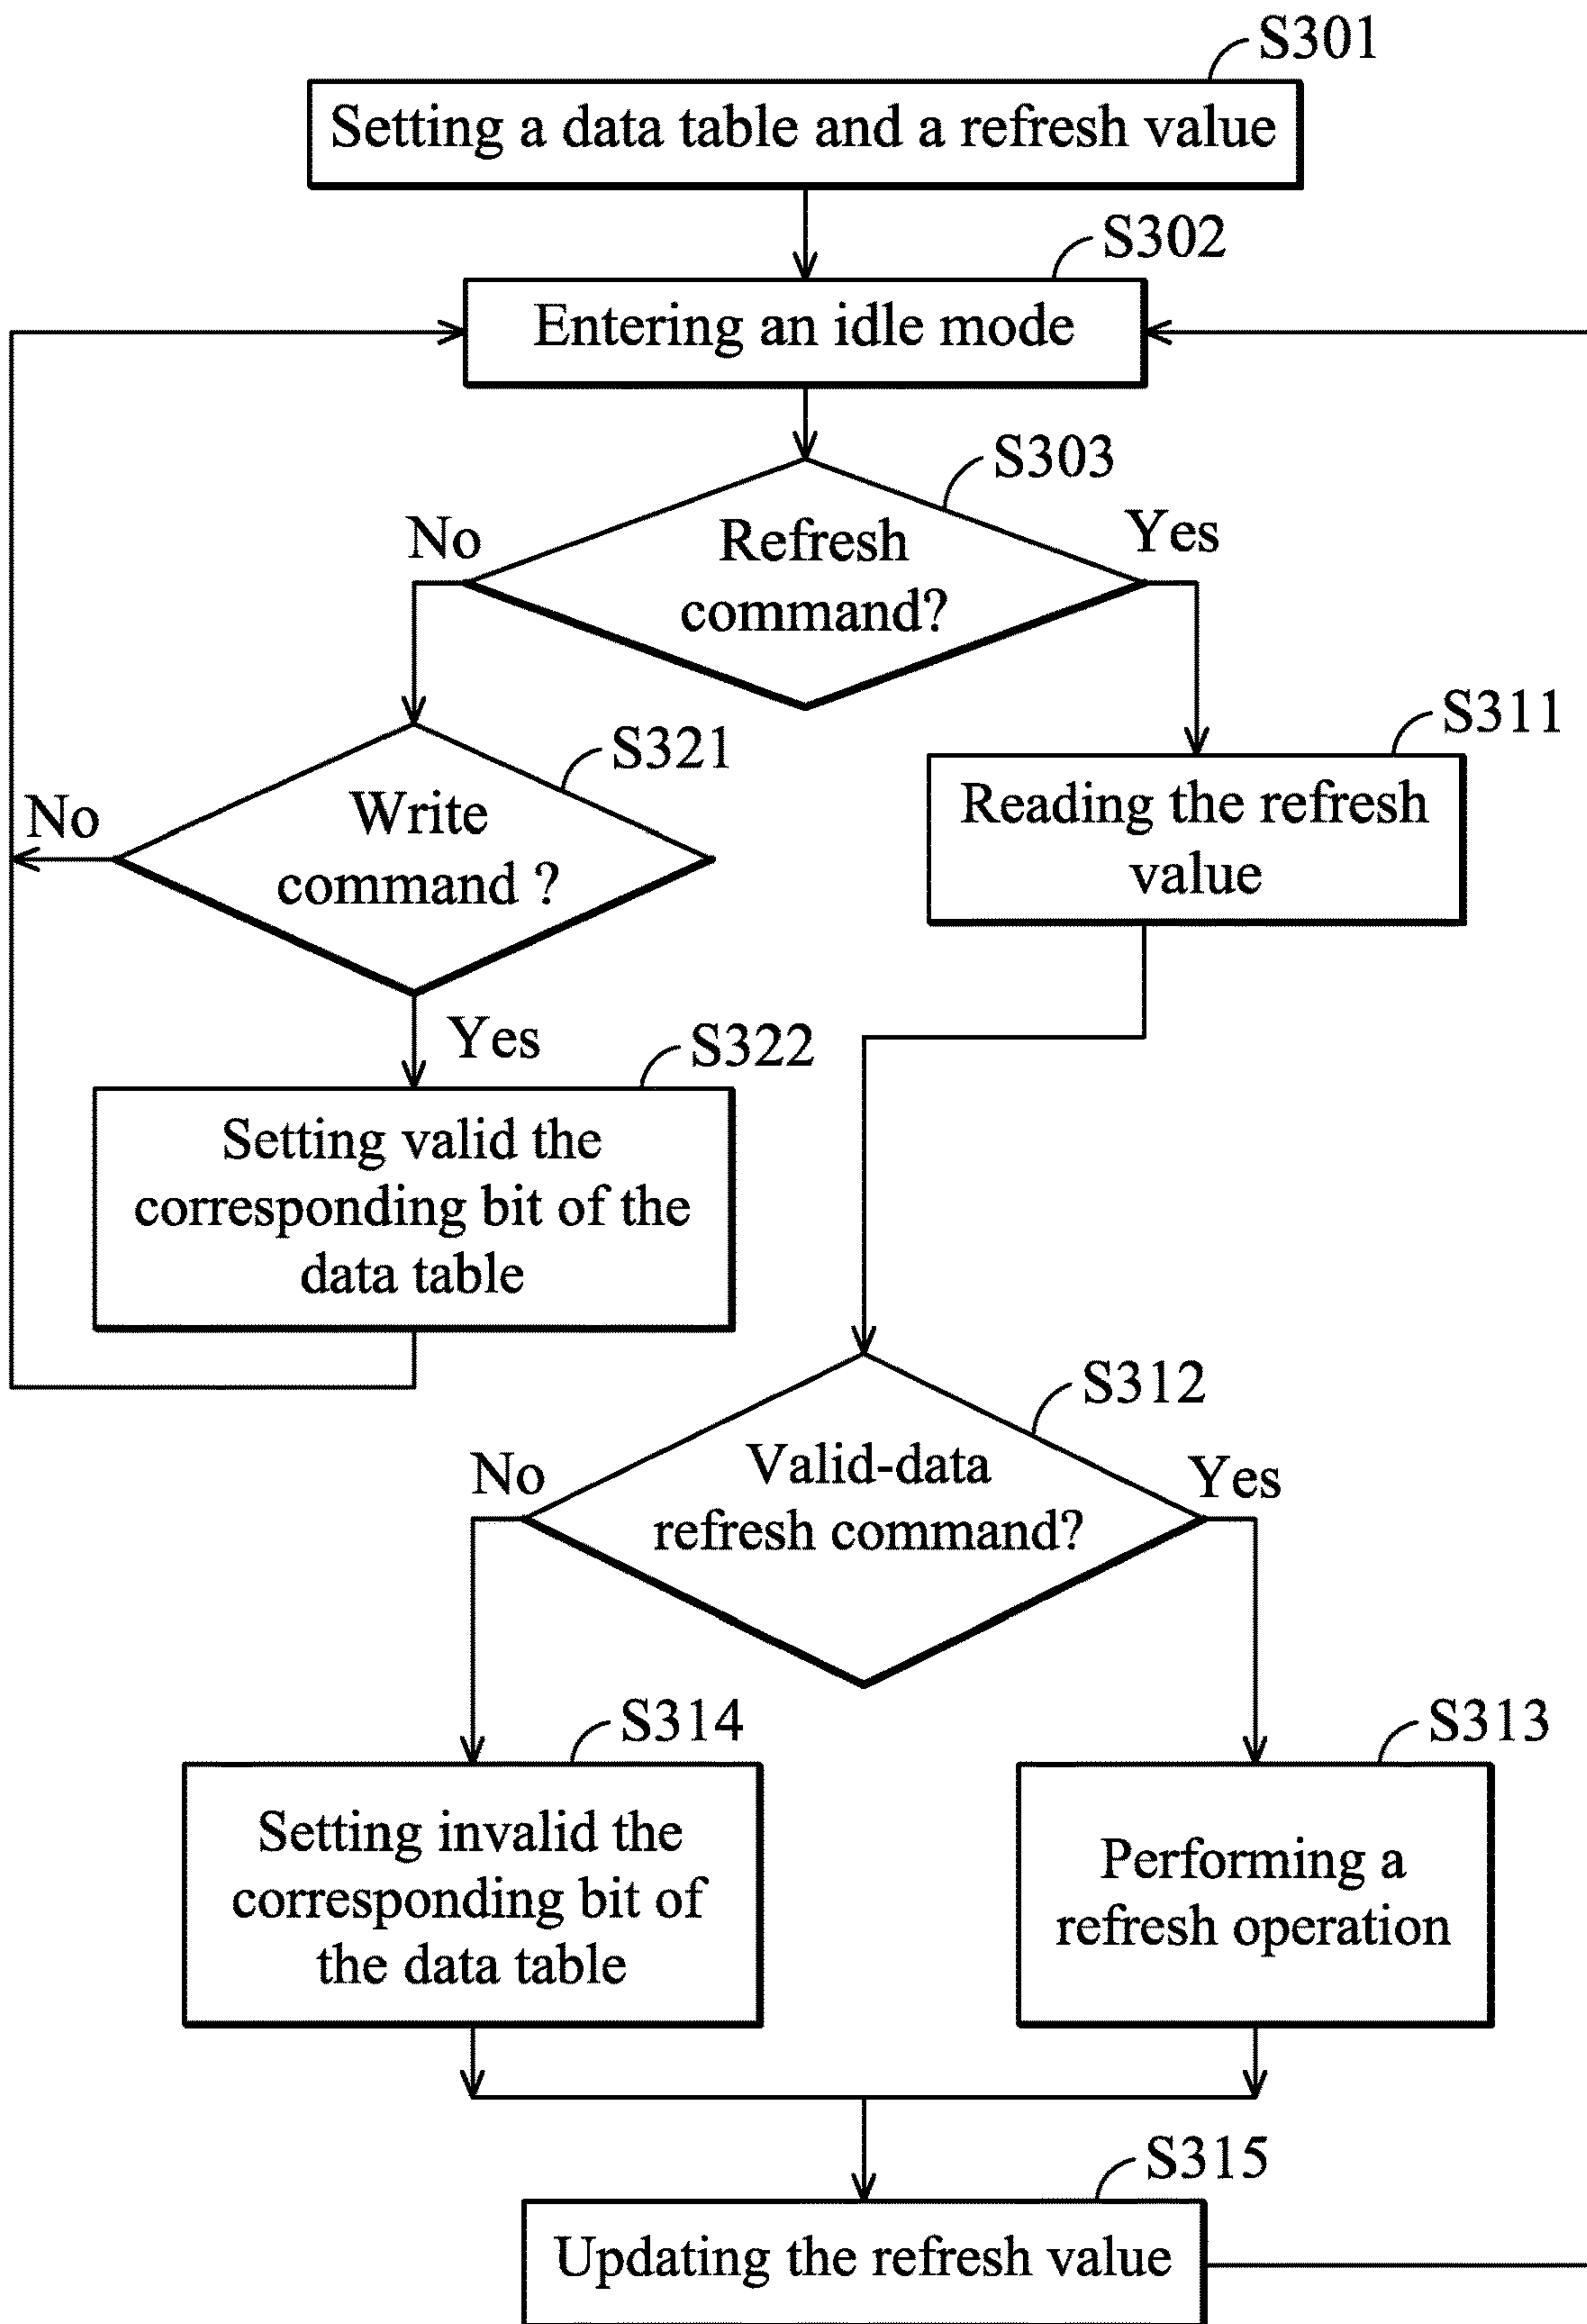 S301
Setting a data table and a refresh value
S302
Entering an idle mode
S303
Refresh
command?
No
Yes
S321
Write
command ?
No
Yes
S311
Reading the refresh
value
S322
Setting valid the
corresponding bit of the
data table
S312
Valid-data
refresh command?
No
Yes
S314
Setting invalid the
corresponding bit of
the data table
S313
Performing a
refresh operation
S315
Updating the refresh value